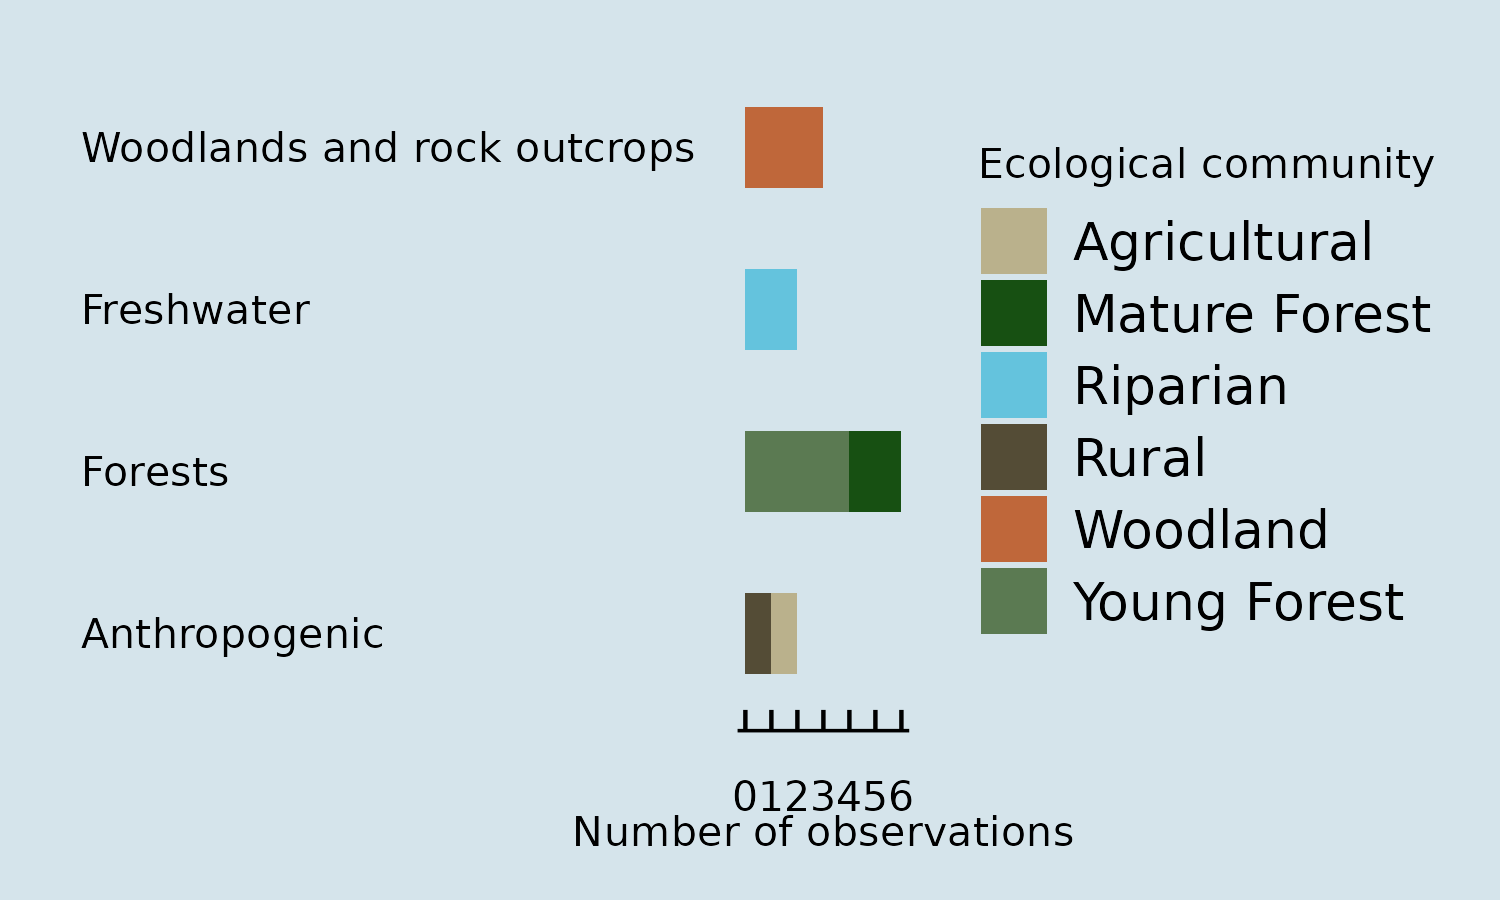 Woodlands and rock outcrops
Freshwater
Forests
Anthropogenic
0123456
Number of observations
Ecological community
Agricultural
Mature Forest
Riparian
Rural
Woodland
Young Forest